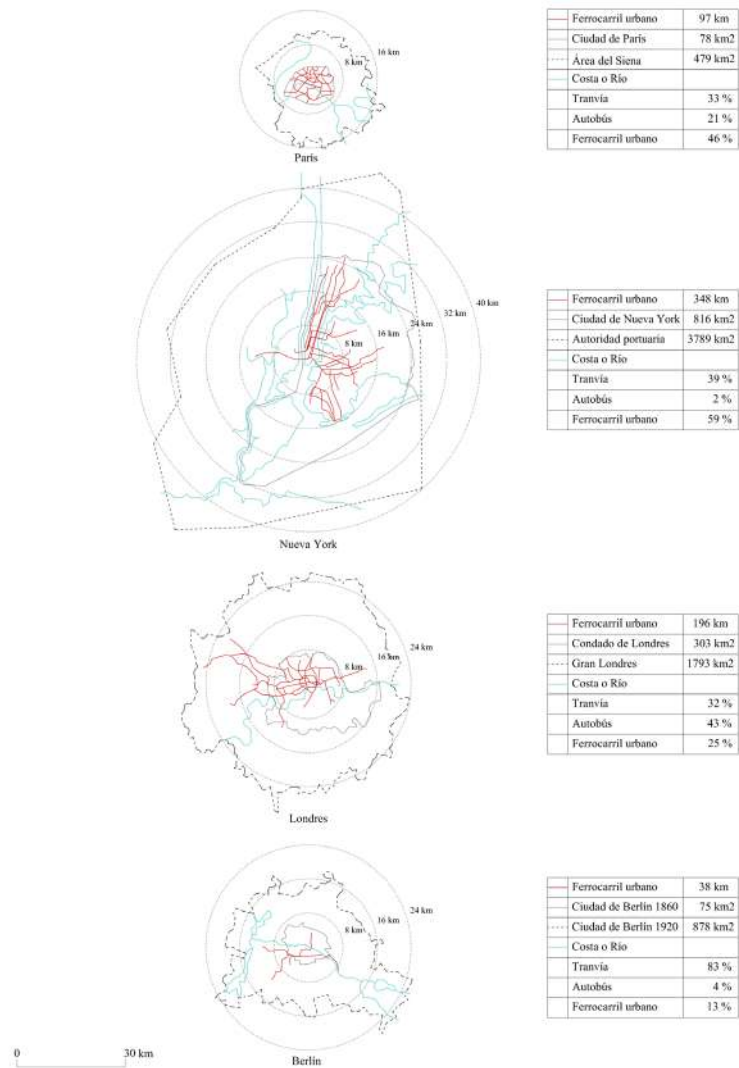 16 km
8 km
París
Ferrocarril urbano 97 km
Ciudad de París 78 km2
Área del Siena 479 km2
Costa o Río
Tranvía 33 %
Autobús 21 %
Ferrocarril urbano 46 %
40 km
32 km
24 km
16 km
8 km
Nueva York
Ferrocarril urbano 348 km
Ciudad de Nueva York 816 km2
Autoridad portuaria 3789 km2
Costa o Río
Tranvía 39 %
Autobús 2 %
Ferrocarril urbano 59 %
24 km
8 km
Londres
Ferrocarril urbano 196 km
Condado de Londres 303 km2
Gran Londres 1793 km2
Costa o Río
Tranvía 32 %
Autobús 43 %
Ferrocarril urbano 25 %
24 km
16 km
8 km
Berlín
Ferrocarril urbano 38 km
Ciudad de Berlín 1860 75 km2
Ciudad de Berlín 1920 878 km2
Costa o Río
Tranvía 83 %
Autobús 4 %
Ferrocarril urbano 13 %
0 30 km